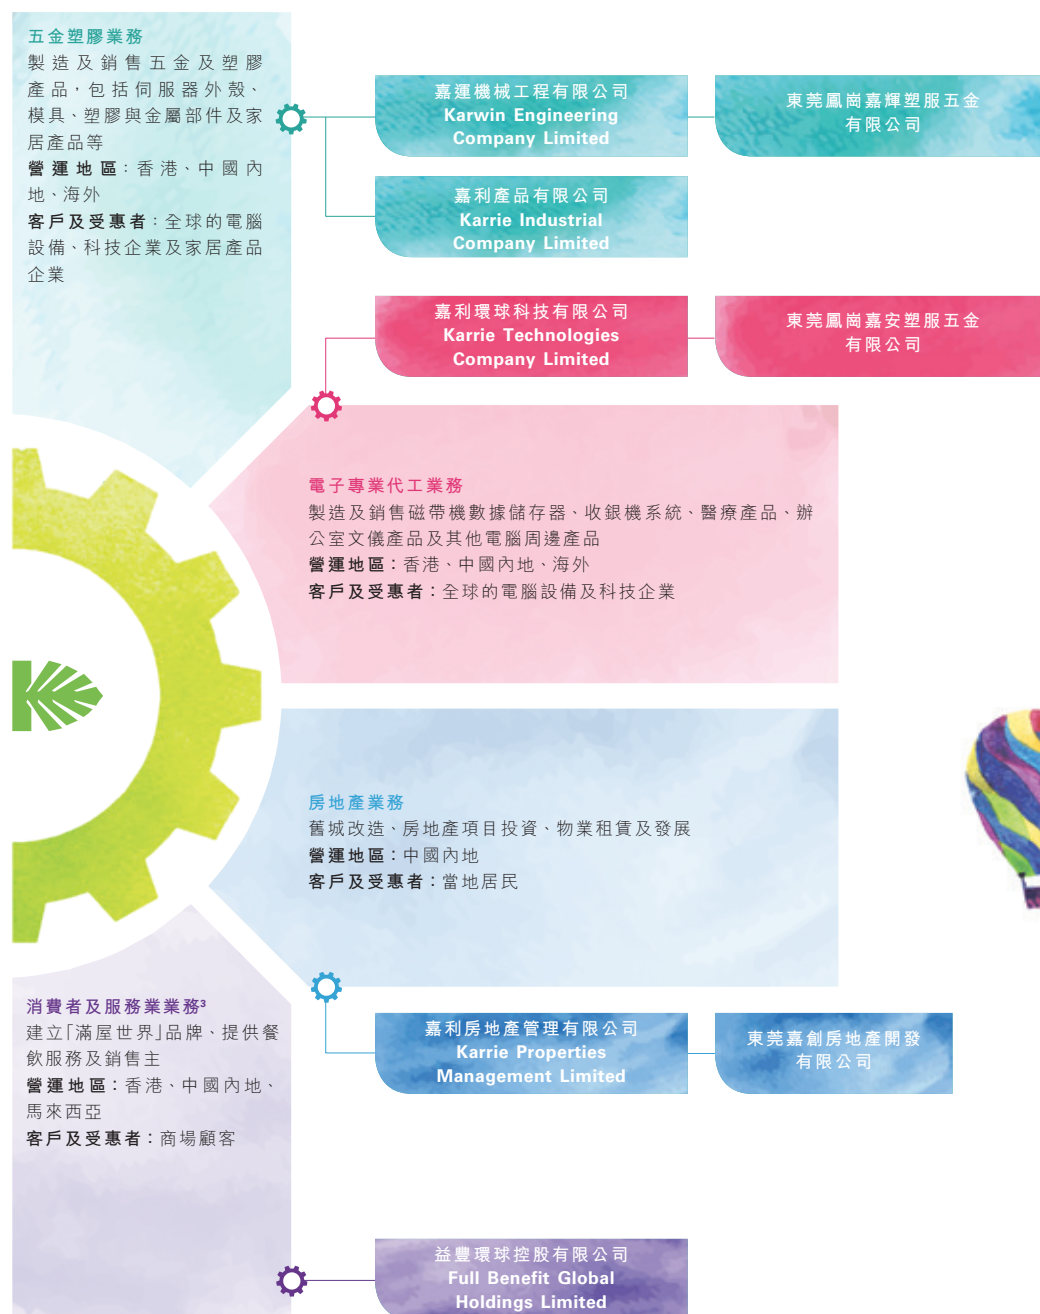 五金塑膠業務
製造及銷售五金及塑膠
產品，包括伺服器外殼、
模具、塑膠與金屬部件及家
居產品等
營運地區：香港、中國內
地、海外
客戶及受惠者：全球的電腦
設備、科技企業及家居產品
企業
嘉運機械工程有限公司
Karwin Engineering
Company Limited
東莞鳳崗嘉輝塑服五金
有限公司
嘉利產品有限公司
Karrie Industrial
Company Limited
嘉利環球科技有限公司
Karrie Technologies
Company Limited
東莞鳳崗嘉安塑服五金
有限公司
電子專業代工業務
製造及銷售磁帶機數據儲存器、收銀機系統、醫療產品、辦
公室文儀產品及其他電腦周邊產品
營運地區：香港、中國內地、海外
客戶及受惠者：全球的電腦設備及科技企業
房地產業務
舊城改造、房地產項目投資、物業租賃及發展
營運地區：中國內地
客戶及受惠者：當地居民
嘉利房地產管理有限公司
Karrie Properties
Management Limited
東莞嘉創房地產開發
有限公司
消費者及服務業業務³
建立「滿屋世界」品牌、提供餐
飲服務及銷售主
營運地區：香港、中國內地、
馬來西亞
客戶及受惠者：商場顧客
益豐環球控股有限公司
Full Benefit Global
Holdings Limited